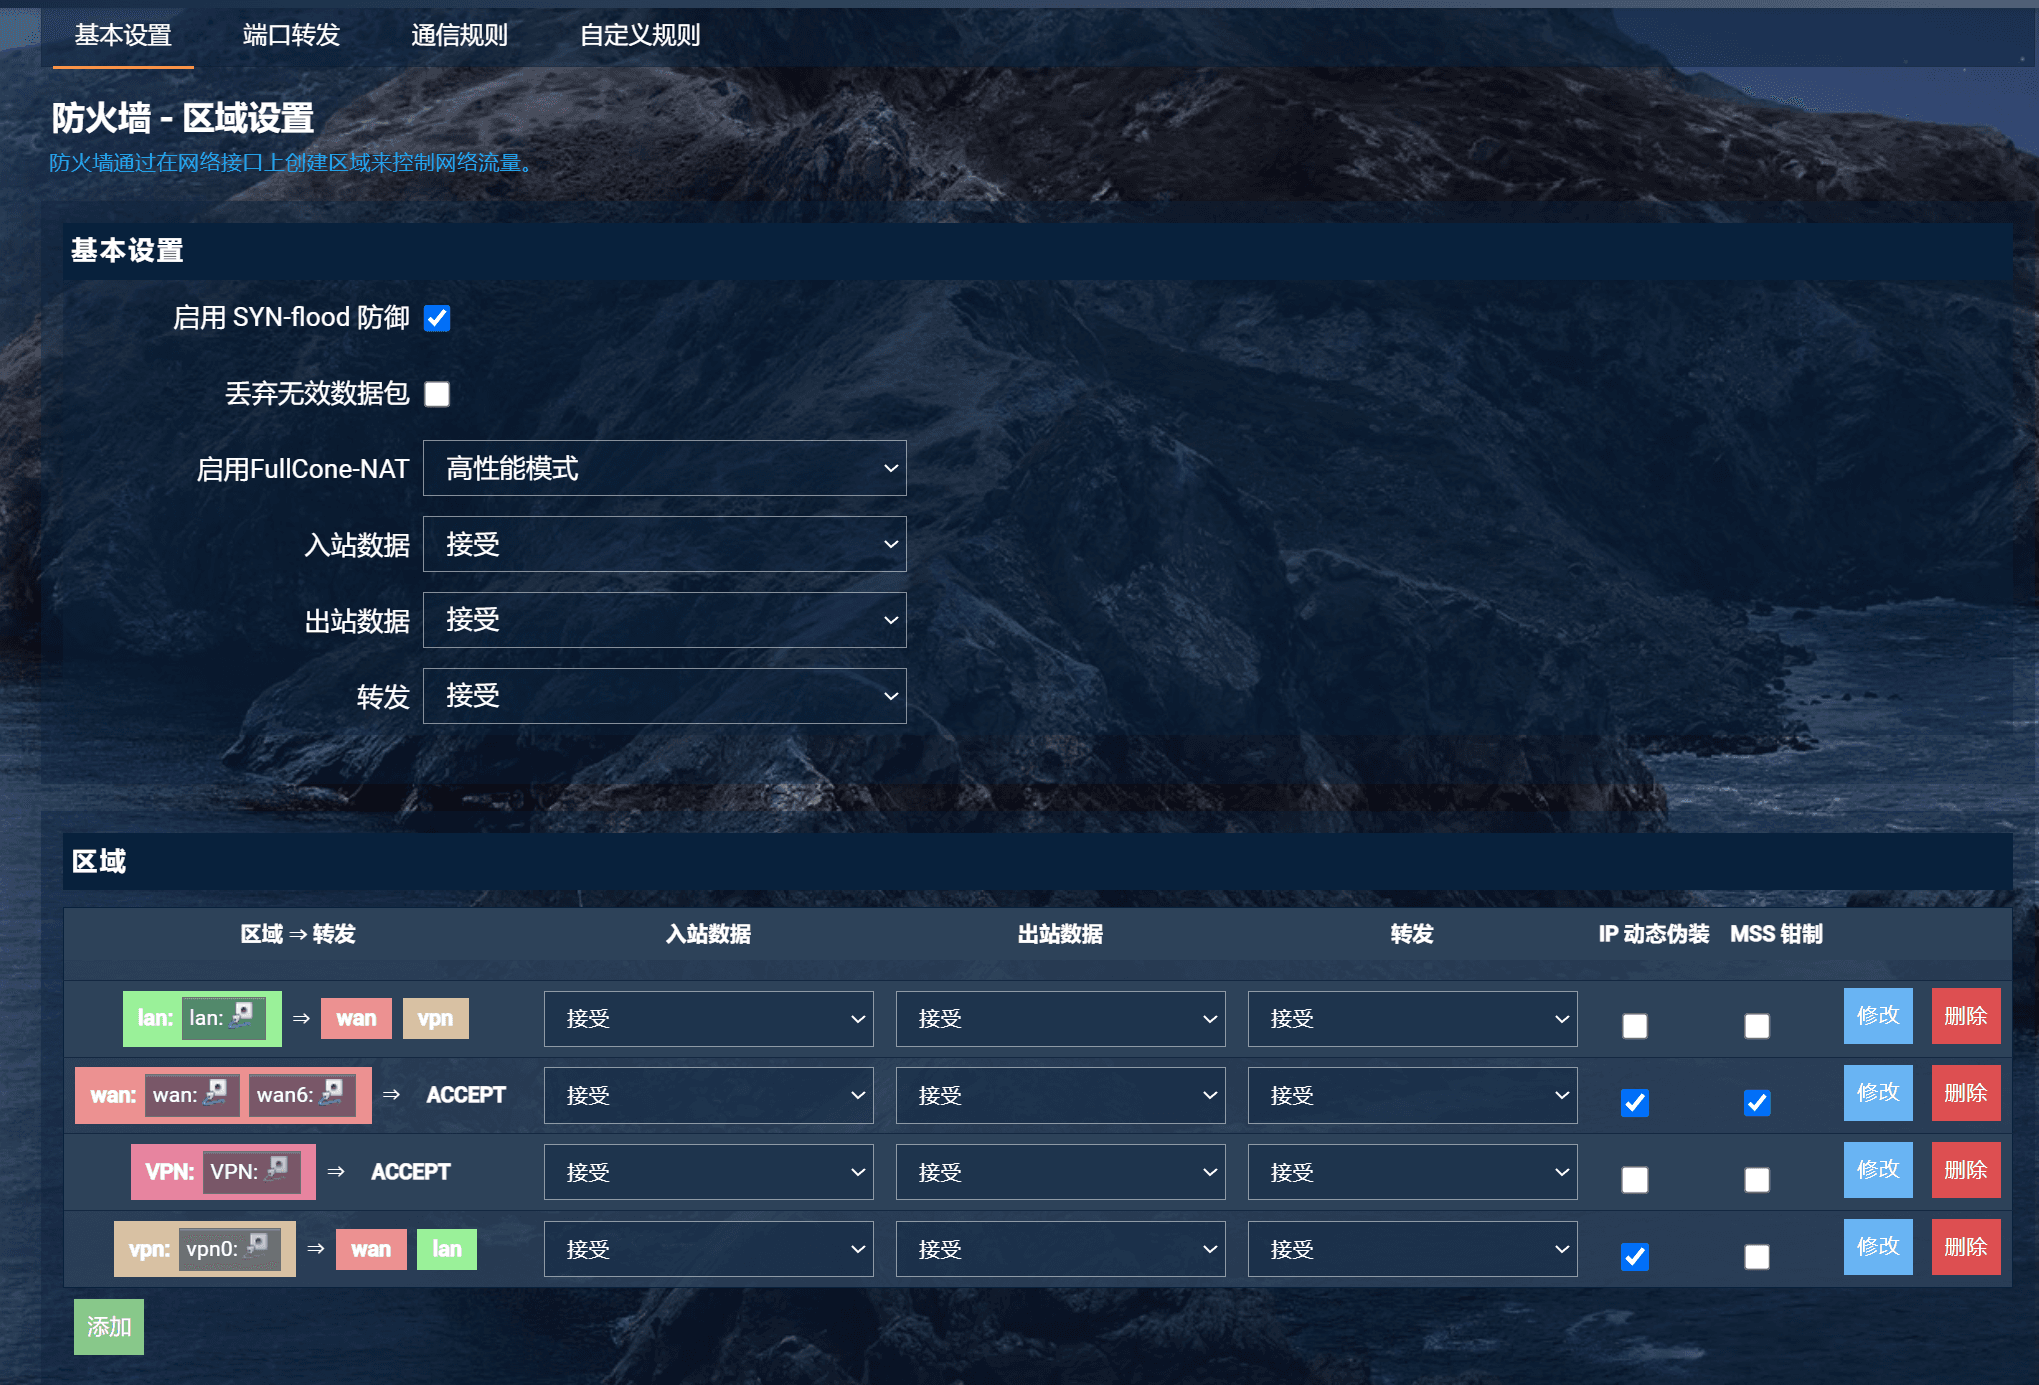 基本设置 端口转发 通信规则 自定义规则
防火墙 - 区域设置
防火墙通过在网络接口上创建区域来控制网络流量。
基本设置
启用 SYN-flood 防御
丢弃无效数据包
启用FullCone-NAT 高性能模式
入站数据 接受
出站数据 接受
转发 接受
区域
区域 ⇒ 转发 入站数据 出站数据 转发 IP 动态伪装 MSS 钳制
lan: lan: ⇒ wan vpn 接受 接受 接受 修改 删除
wan: wan: wan6: ⇒ ACCEPT 接受 接受 接受 修改 删除
VPN: VPN: ⇒ ACCEPT 接受 接受 接受 修改 删除
vpn: vpn0: ⇒ wan lan 接受 接受 接受 修改 删除
添加